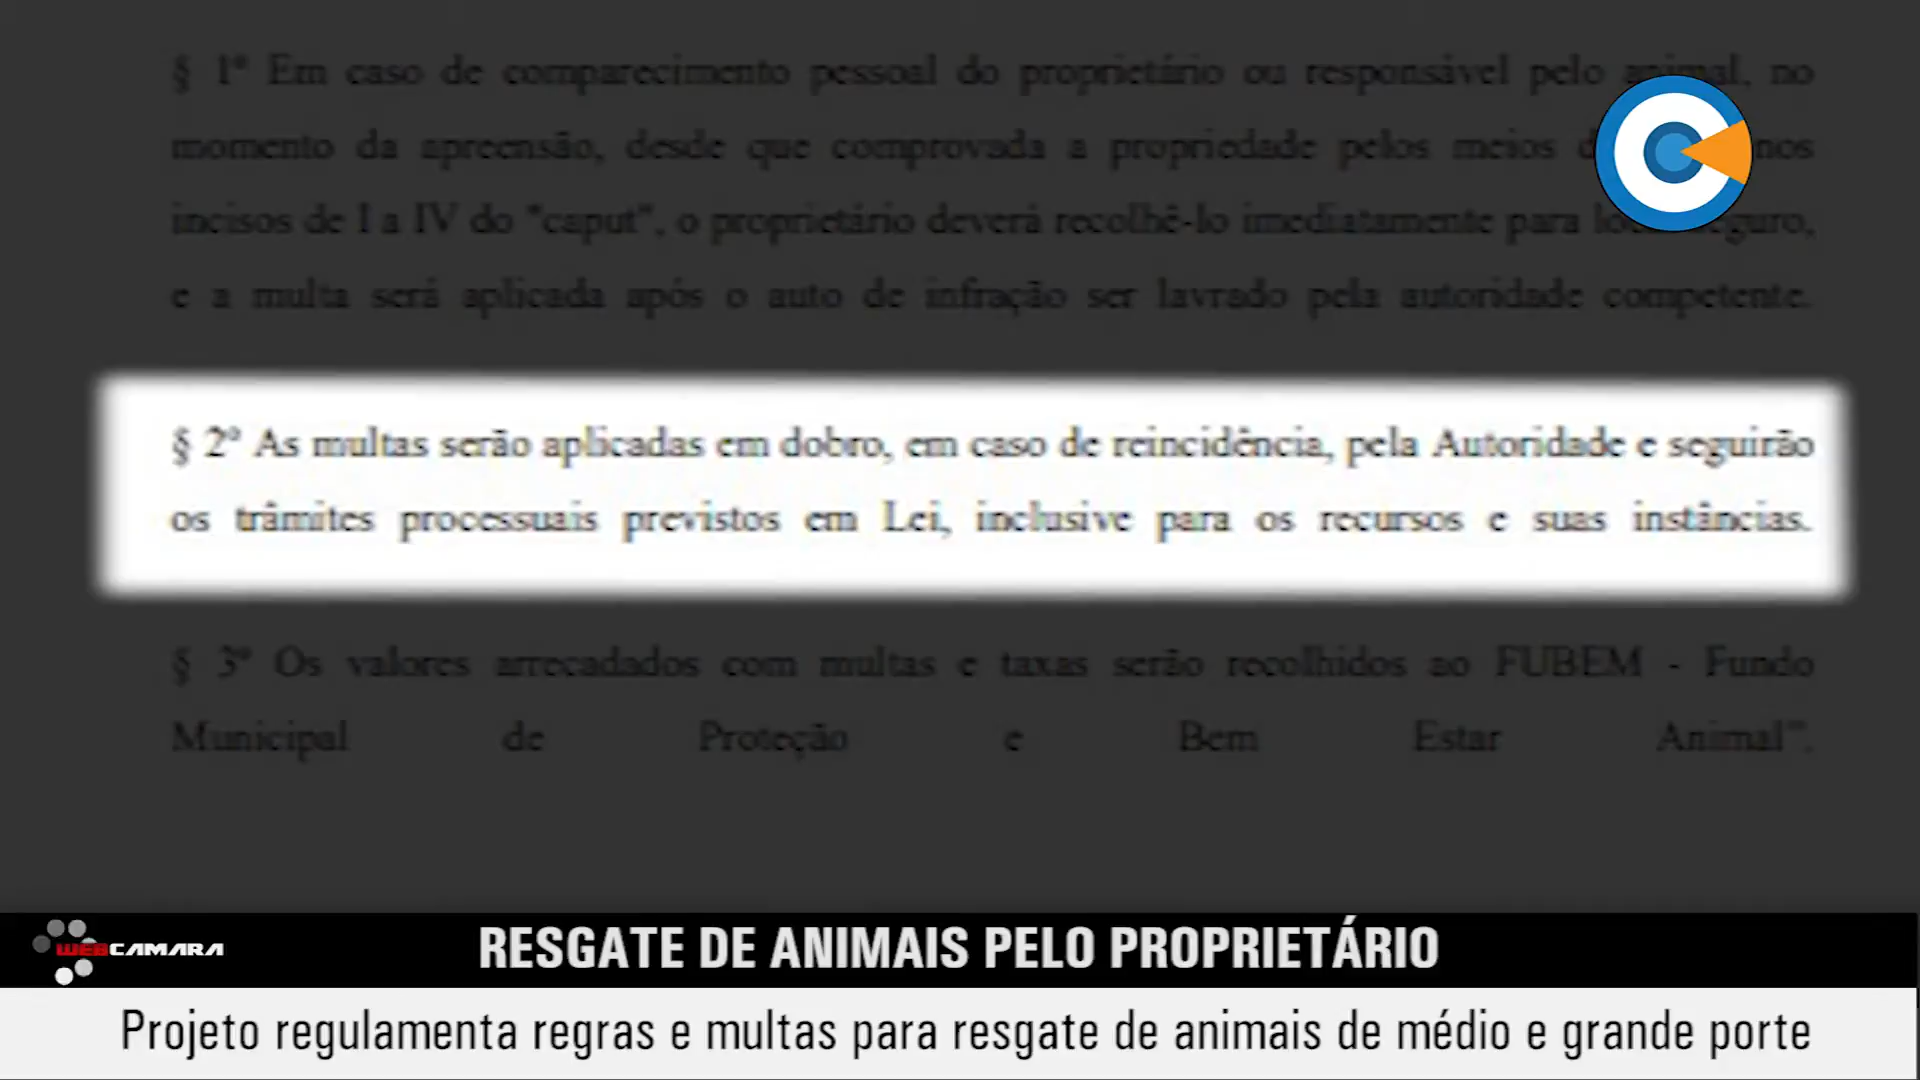 § 1º Em caso de comparecimento pessoal do proprietário ou responsável pelo animal, no
momento da apreensão, desde que comprovada a propriedade pelos meios nos
incisos de I a IV do "caput", o proprietário deverá recolhê-lo imediatamente para local seguro,
e a multa será aplicada após o auto de infração ser lavrado pela autoridade competente.
§ 2º As multas serão aplicadas em dobro, em caso de reincidência, pela Autoridade e seguirão
os trâmites processuais previstos em Lei, inclusive para os recursos e suas instâncias.
§ 3º Os valores arrecadados com multas e taxas serão recolhidos ao FUBEM - Fundo
Municipal de Proteção e Bem Estar Animal".
WEBCAMARA
RESGATE DE ANIMAIS PELO PROPRIETÁRIO
Projeto regulamenta regras e multas para resgate de animais de médio e grande porte